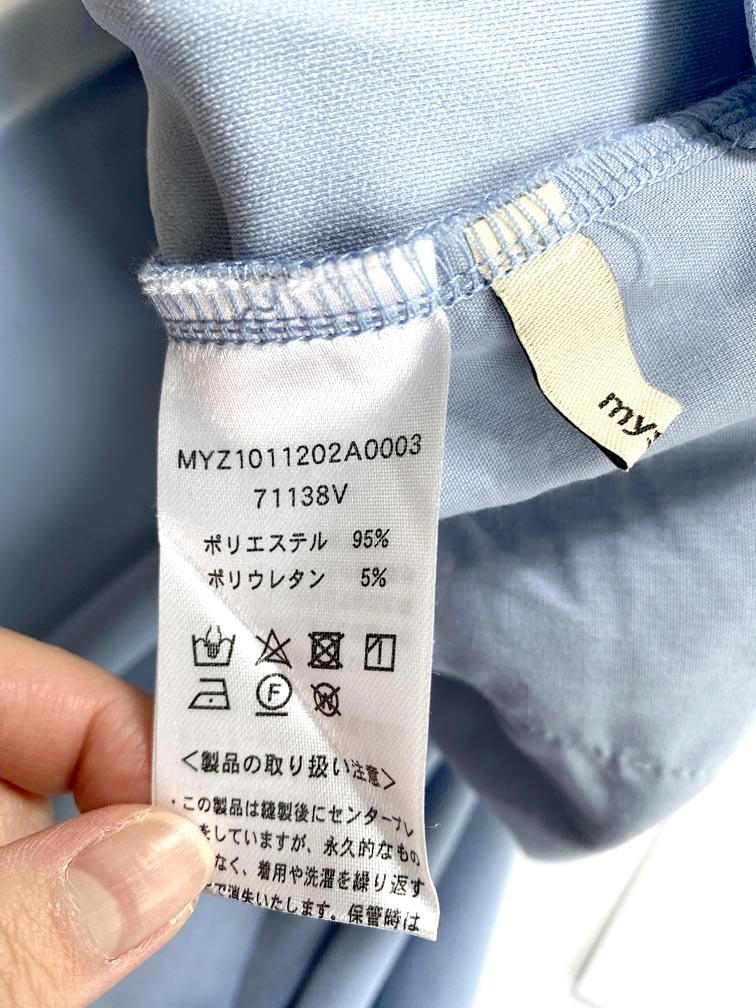 MYZ1011202A0003
71138V
ポリエステル 95%
ポリウレタン 5%
F
W
<製品の取り扱い注意>
・この製品は縫製後にセンタープレ
をしていますが、永久的なもの
なく、着用や洗濯を繰り返す
で消失いたします。保管時は
my